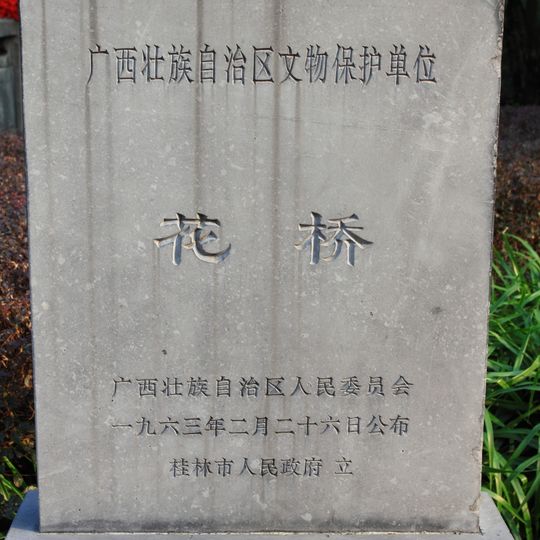 广西壮族自治区文物保护单位
花桥
广西壮族自治区人民委员会
一九六三年二月二十六日公布
桂林市人民政府 立